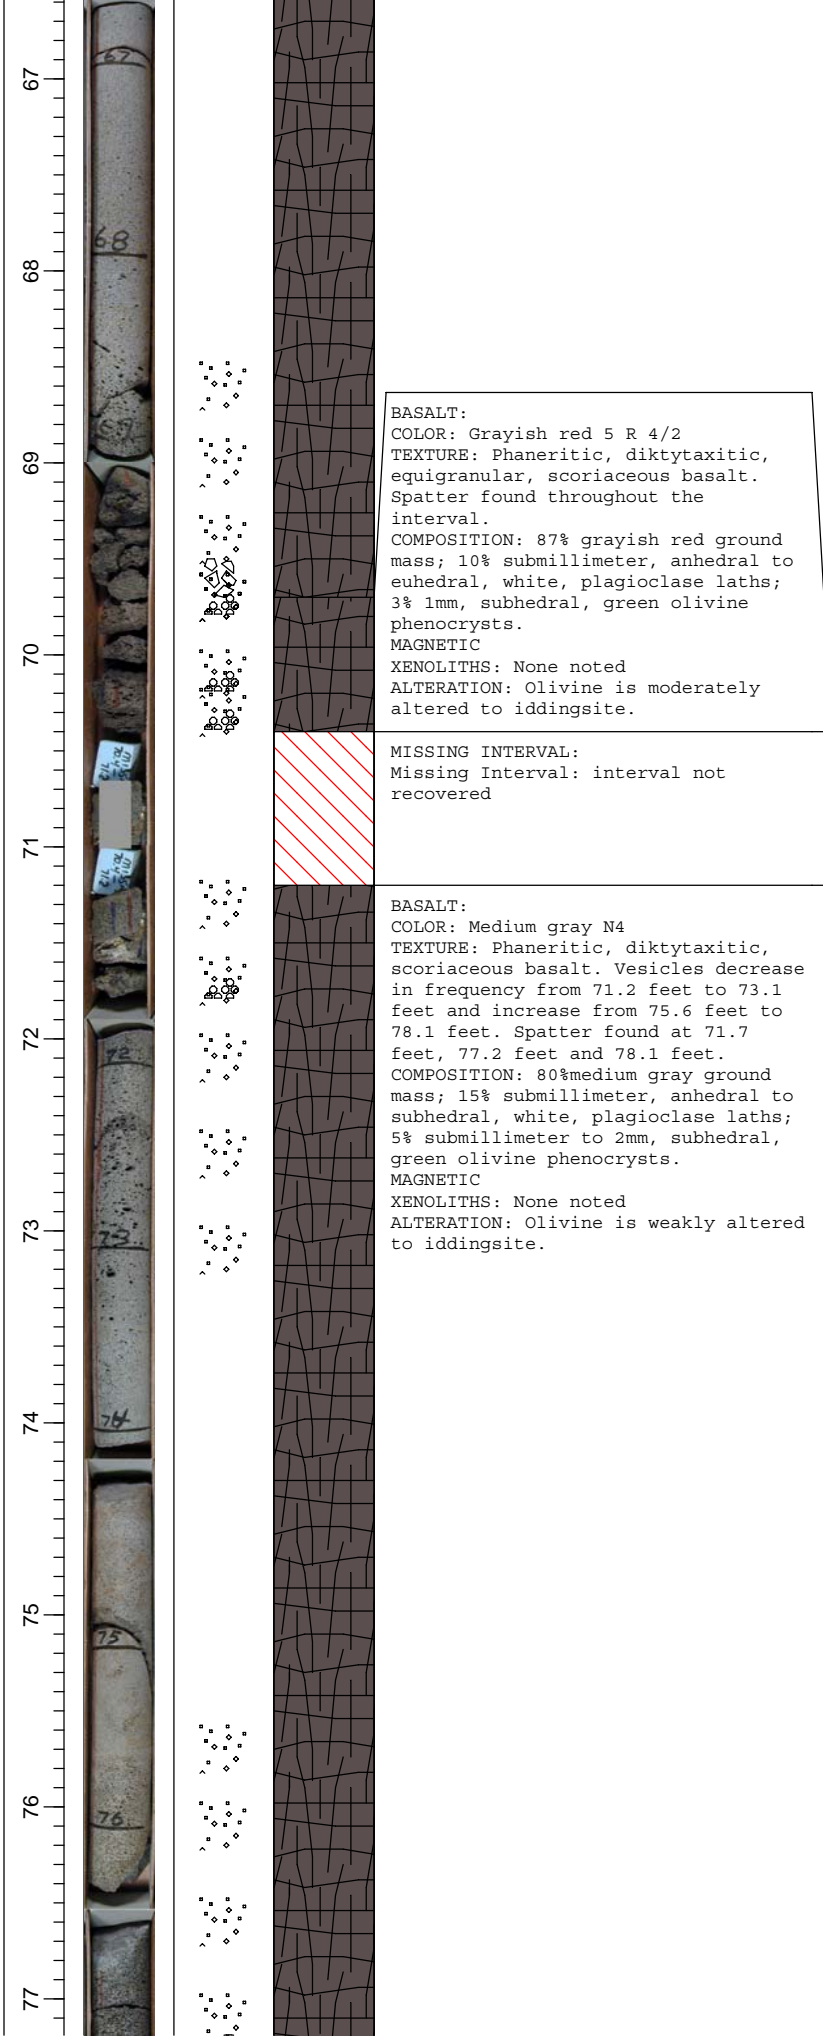 67
68
69
70
71
72
73
74
75
76
77
67
68
69
72
73
74
75
76
BASALT:
COLOR: Grayish red 5 R 4/2
TEXTURE: Phaneritic, diktytaxitic,
equigranular, scoriaceous basalt.
Spatter found throughout the
interval.
COMPOSITION: 87% grayish red ground
mass; 10% submillimeter, anhedral to
euhedral, white, plagioclase laths;
3% 1mm, subhedral, green olivine
phenocrysts.
MAGNETIC
XENOLITHS: None noted
ALTERATION: Olivine is moderately
altered to iddingsite.
MISSING INTERVAL:
Missing Interval: interval not
recovered
BASALT:
COLOR: Medium gray N4
TEXTURE: Phaneritic, diktytaxitic,
scoriaceous basalt. Vesicles decrease
in frequency from 71.2 feet to 73.1
feet and increase from 75.6 feet to
78.1 feet. Spatter found at 71.7
feet, 77.2 feet and 78.1 feet.
COMPOSITION: 80%medium gray ground
mass; 15% submillimeter, anhedral to
subhedral, white, plagioclase laths;
5% submillimeter to 2mm, subhedral,
green olivine phenocrysts.
MAGNETIC
XENOLITHS: None noted
ALTERATION: Olivine is weakly altered
to iddingsite.